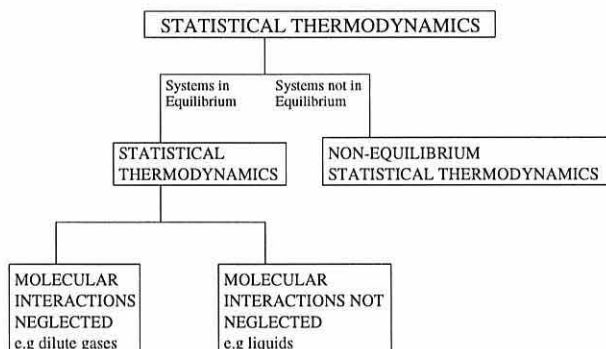 STATISTICAL THERMODYNAMICS
Systems in
Equilibrium
Systems not in
Equilibrium
STATISTICAL
THERMODYNAMICS
NON-EQUILIBRIUM
STATISTICAL THERMODYNAMICS
MOLECULAR
INTERACTIONS
NEGLECTED
e.g dilute gases
MOLECULAR
INTERACTIONS NOT
NEGLECTED
e.g liquids